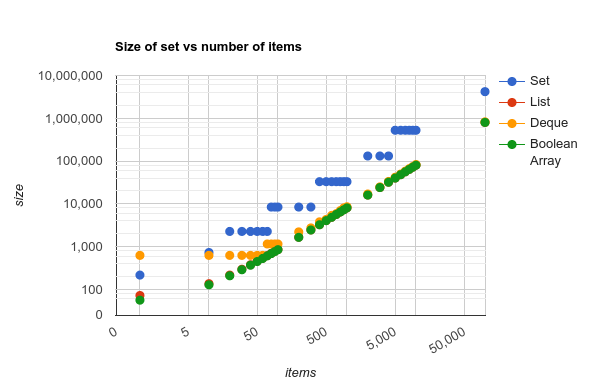 Size of set vs number of items
10,000,000
1,000,000
100,000
10,000
1,000
100
0
size
0
5
50
500
5,000
50,000
items
Set
List
Deque
Boolean
Array